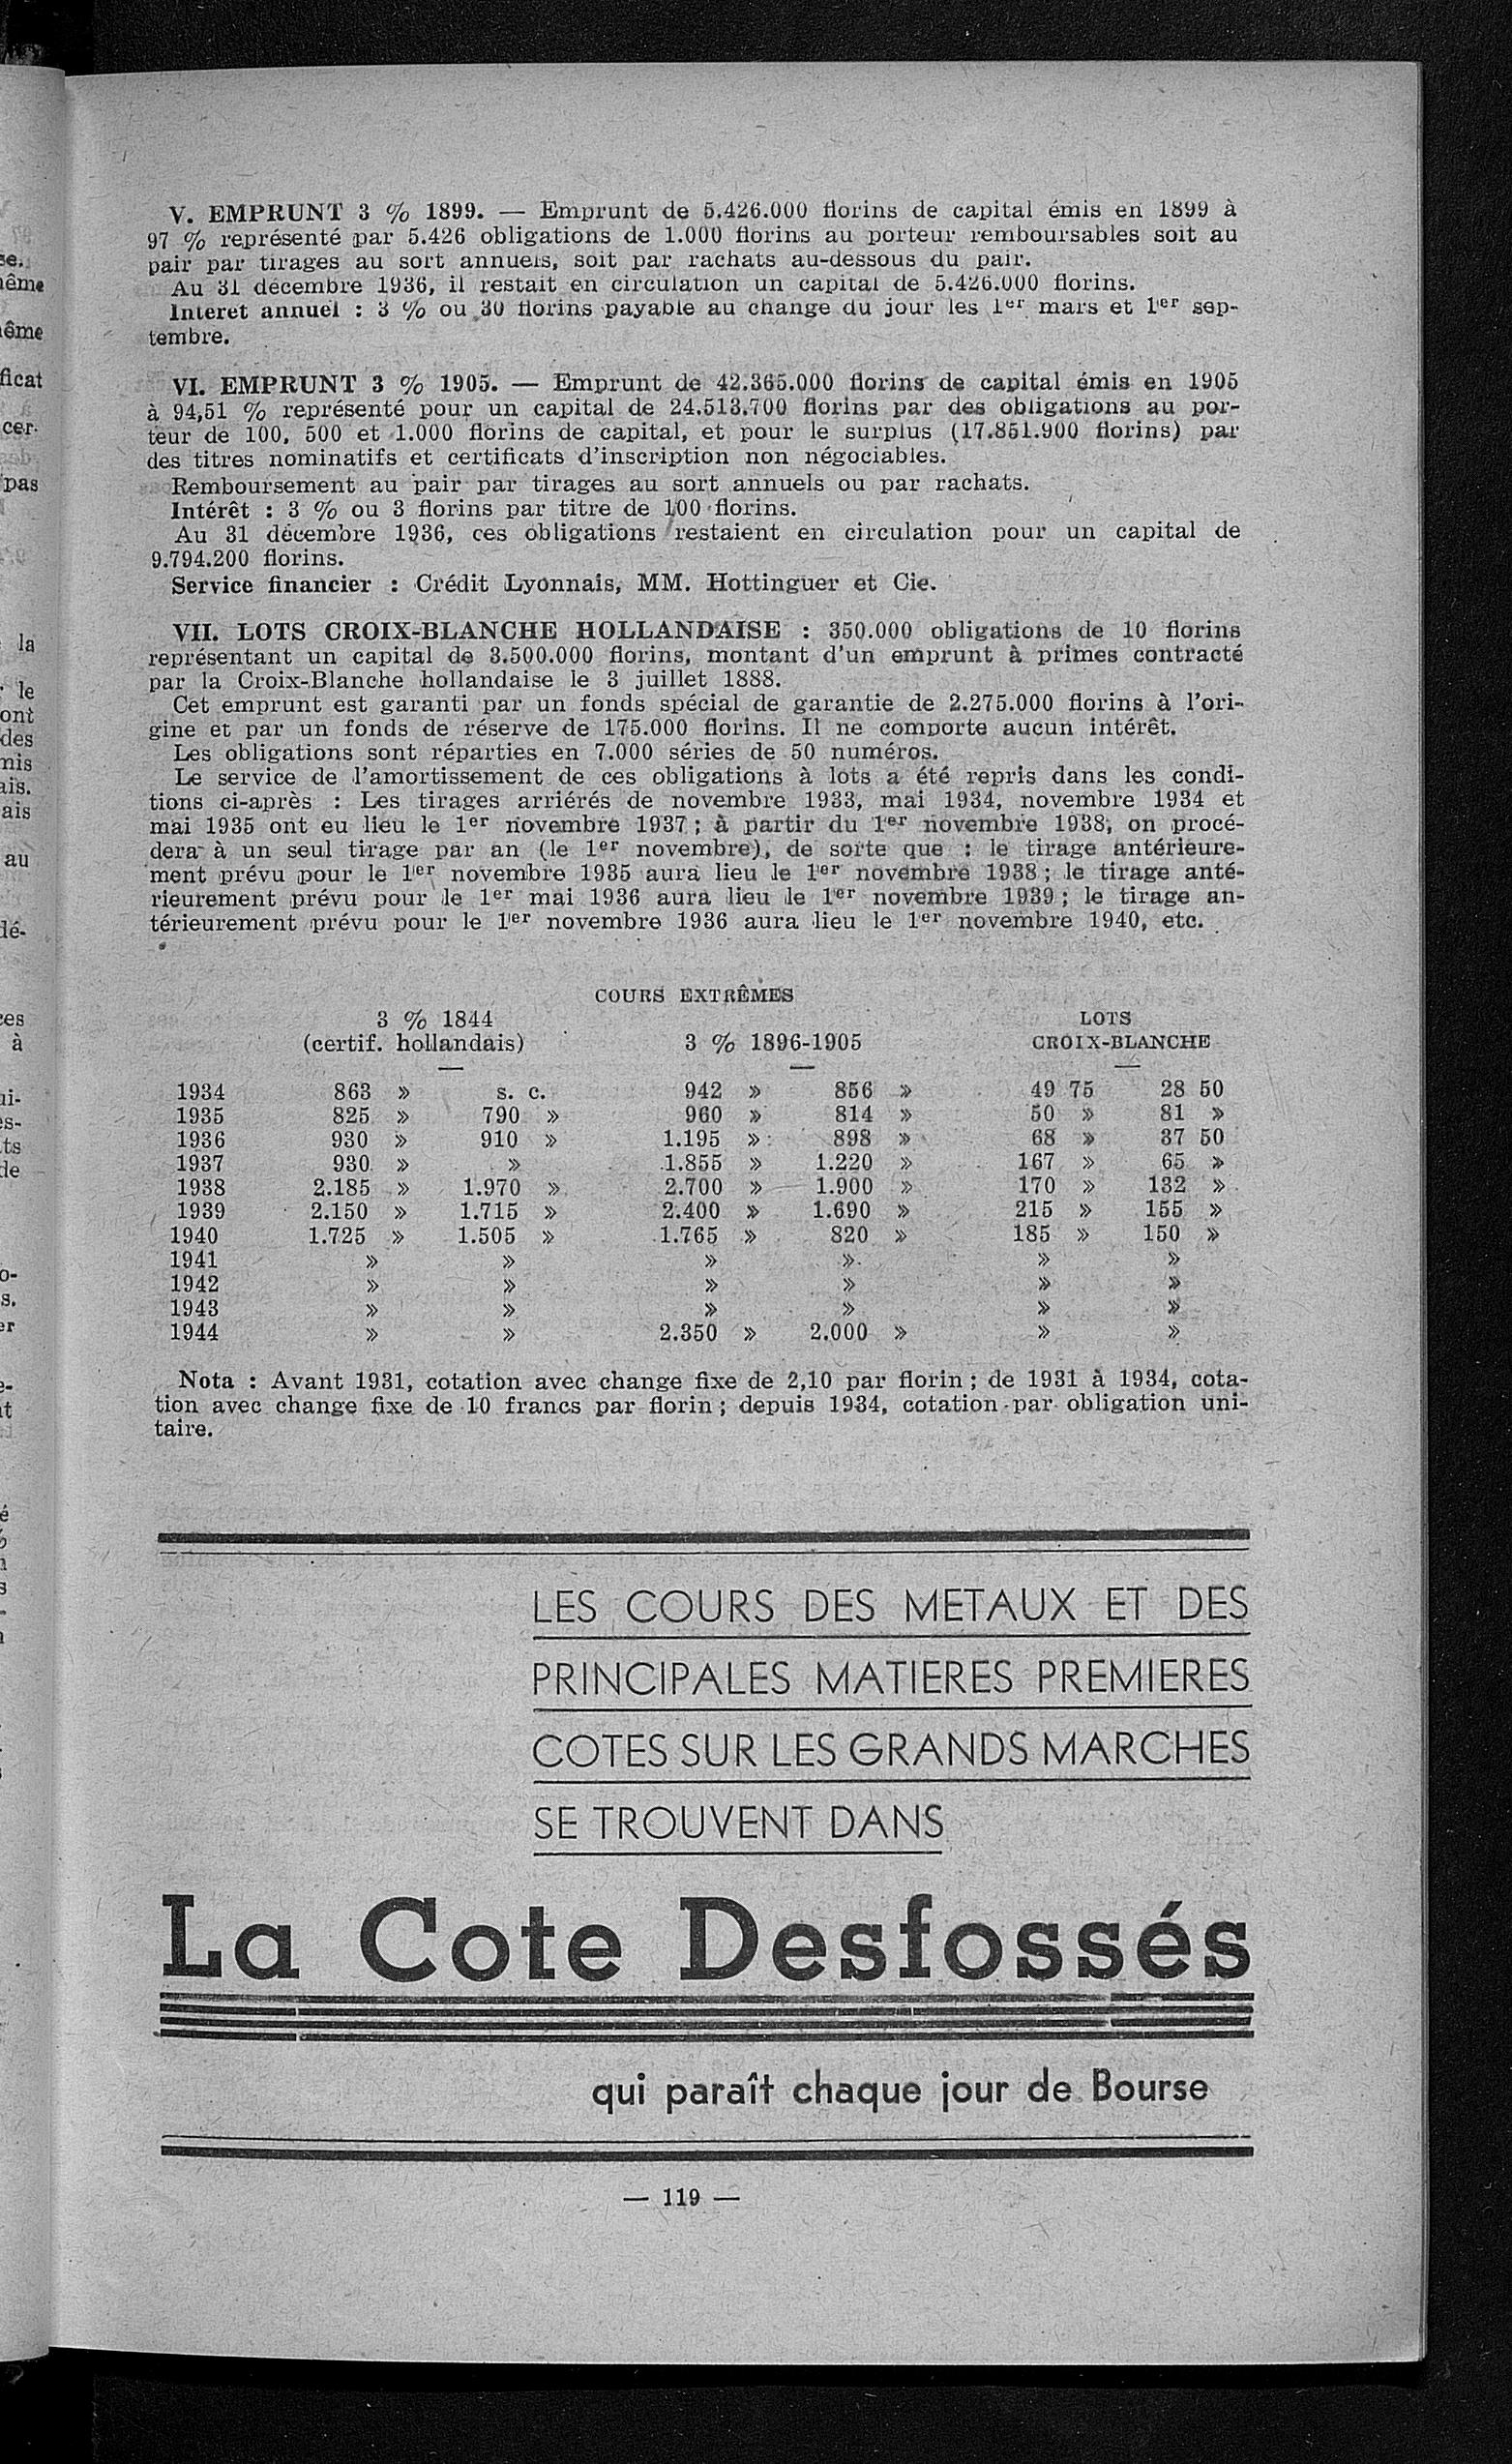 V. EMPRUNT 3 % 1899. — Emprunt de 5.426.000 florins de capital émis en 1899 à
97 % représenté par 5.426 obligations de 1.000 florins au porteur remboursables soit au
pair par tirages au sort annuels, soit par rachats au-dessous du pair.
Au 31 décembre 1936, il restait en circulation un capital de 5.426.000 florins.
Interet annuel : 3 % ou 30 florins payable au change du jour les 1er mars et 1er sep-
tembre.
VI. EMPRUNT 3 % 1905. — Emprunt de 42.365.000 florins de capital émis en 1905
à 94,51 % représenté pour un capital de 24.513.700 florins par des obligations au por-
teur de 100, 500 et 1.000 florins de capital, et pour le surplus (17.851.900 florins) par
des titres nominatifs et certificats d'inscription non négociables.
Remboursement au pair par tirages au sort annuels ou par rachats.
Intérêt : 3 % ou 3 florins par titre de 100 florins.
Au 31 décembre 1936, ces obligations restaient en circulation pour un capital de
9.794.200 florins.
Service financier : Crédit Lyonnais, MM. Hottinguer et Cie.
VII. LOTS CROIX-BLANCHE HOLLANDAISE : 350.000 obligations de 10 florins
représentant un capital de 3.500.000 florins, montant d'un emprunt à primes contracté
par la Croix-Blanche hollandaise le 3 juillet 1888.
Cet emprunt est garanti par un fonds spécial de garantie de 2.275.000 florins à l'ori-
gine et par un fonds de réserve de 175.000 florins. Il ne comporte aucun intérêt.
Les obligations sont réparties en 7.000 séries de 50 numéros.
Le service de l'amortissement de ces obligations à lots a été repris dans les condi-
tions ci-après : Les tirages arriérés de novembre 1933, mai 1934, novembre 1934 et
mai 1935 ont eu lieu le 1er novembre 1937 ; à partir du 1er novembre 1938, on procé-
dera à un seul tirage par an (le 1er novembre), de sorte que : le tirage antérieure-
ment prévu pour le 1er novembre 1935 aura lieu le 1er novembre 1938 ; le tirage anté-
rieurement prévu pour le 1er mai 1936 aura lieu le 1er novembre 1939 ; le tirage an-
térieurement prévu pour le 1er novembre 1936 aura lieu le 1er novembre 1940, etc.
COURS EXTRÊMES
3 % 1844 LOTS
(certif. hollandais) 3 % 1896-1905 CROIX-BLANCHE
1934 863 » s. c. 942 » 856 » 49 75 28 50
1935 825 » 790 » 960 » 814 » 50 » 81 »
1936 930 » 910 » 1.195 » 898 » 68 » 37 50
1937 930 » » 1.855 » 1.220 » 167 » 65 »
1938 2.185 » 1.970 » 2.700 » 1.900 » 170 » 132 »
1939 2.150 » 1.715 » 2.400 » 1.690 » 215 » 155 »
1940 1.725 » 1.505 » 1.765 » 820 » 185 » 150 »
1941 » » » » » »
1942 » » » » » »
1943 » » » » » »
1944 » » 2.350 » 2.000 » » »
Nota : Avant 1931, cotation avec change fixe de 2,10 par florin ; de 1931 à 1934, cota-
tion avec change fixe de 10 francs par florin ; depuis 1934, cotation par obligation uni-
taire.
LES COURS DES METAUX ET DES
PRINCIPALES MATIERES PREMIERES
COTES SUR LES GRANDS MARCHES
SE TROUVENT DANS
La Cote Desfossés
qui paraît chaque jour de Bourse
— 119 —